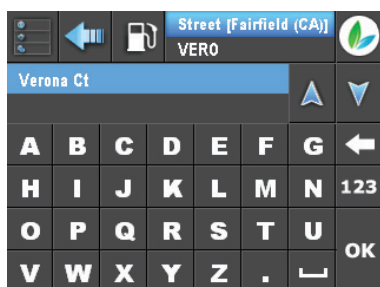 Street [Fairfield (CA)]
VERO
Verona Ct
A B C D E F G
H I J K L M N 123
O P Q R S T U
V W X Y Z . OK